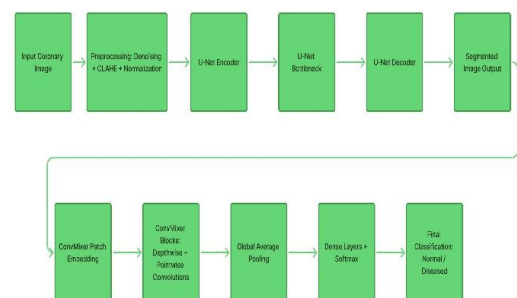 Input Coronary
Image
Preprocessing: Denoising
+ CLAHE + Normalization
U-Net Encoder
U-Net
Bottleneck
U-Net Decoder
Segmented
Image Output
ConvMixer Patch
Embedding
ConvMixer
Blocks:
Depthwise +
Pointwise
Convolutions
Global Average
Pooling
Dense Layers +
Softmax
Final
Classification:
Normal /
Diseased